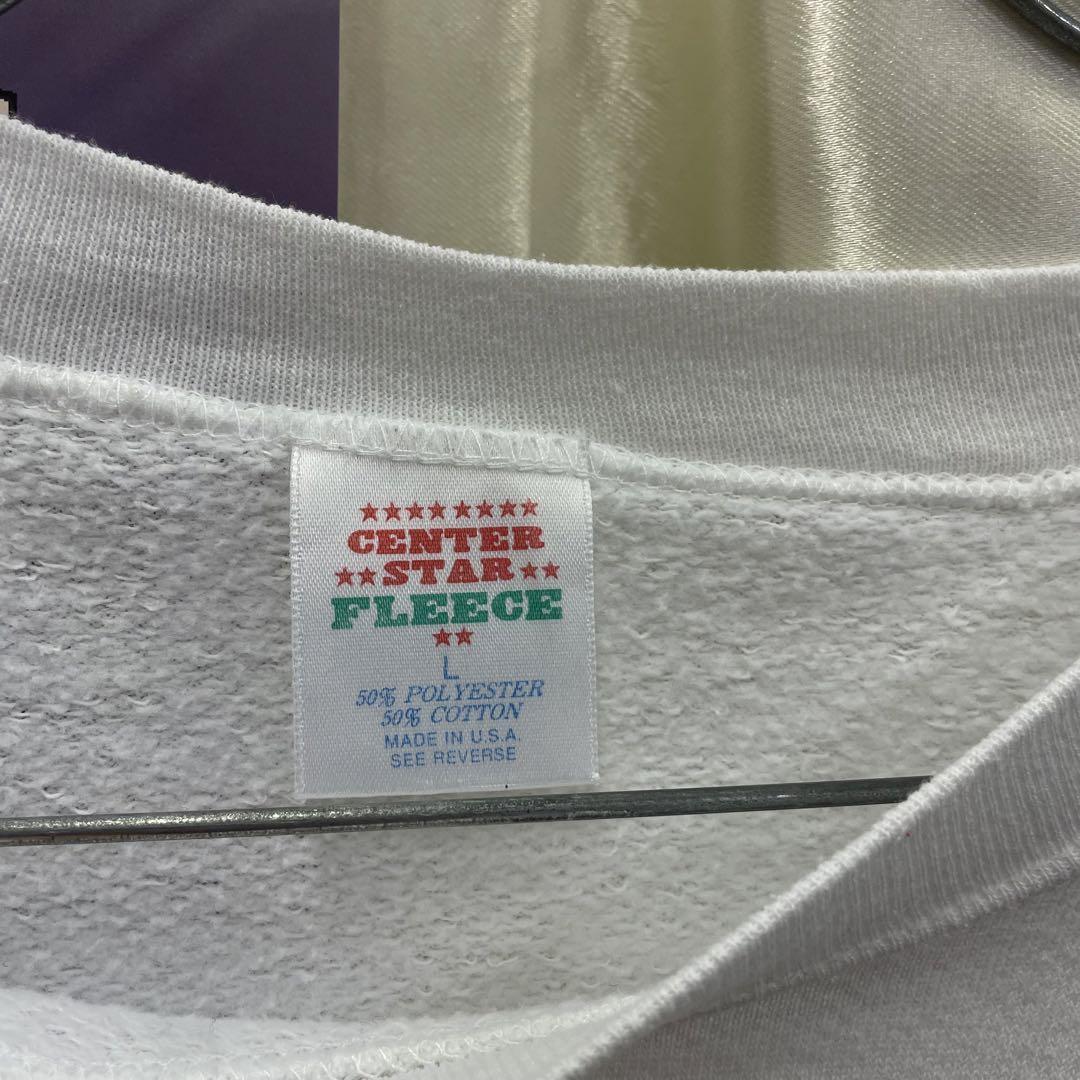 ★★★★★★★★
CENTER
★★STAR★★
FLEECE
★★
L
50% POLYESTER
50% COTTON
MADE IN U.S.A.
SEE REVERSE